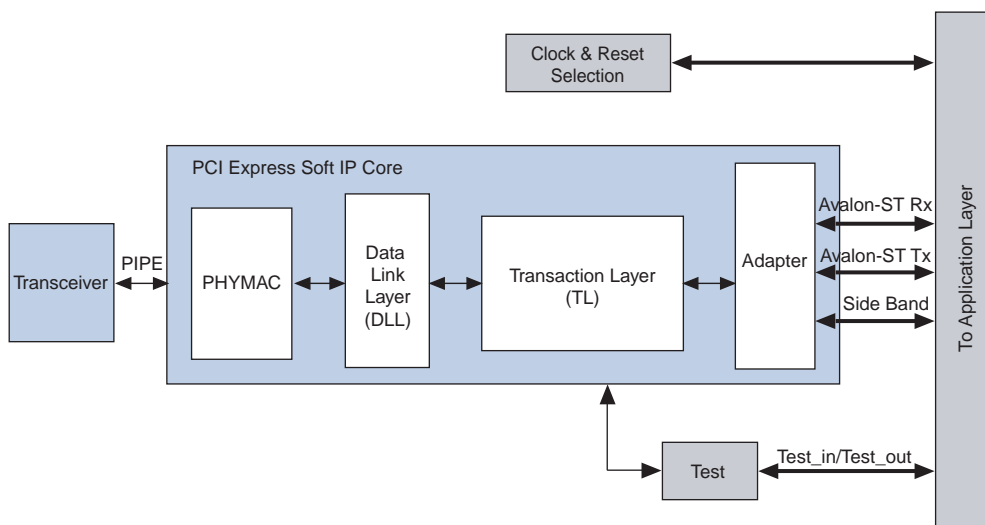 Clock & Reset
Selection
PCI Express Soft IP Core
Transceiver
PIPE
PHYMAC
Data
Link
Layer
(DLL)
Transaction Layer
(TL)
Adapter
Avalon-ST Rx
Avalon-ST Tx
Side Band
To Application Layer
Test
Test_in/Test_out